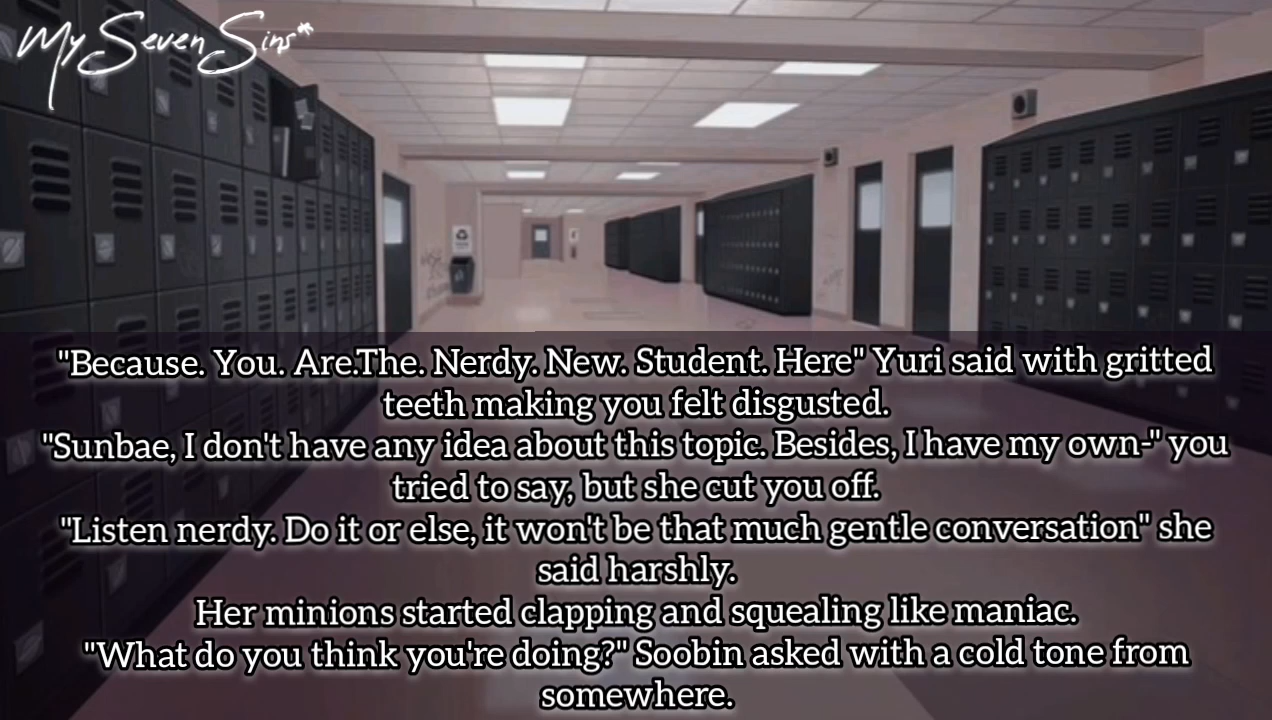 My Seven Sins*
"Because. You. Are.The. Nerdy. New. Student. Here" Yuri said with gritted
teeth making you felt disgusted.
"Sunbae, I don't have any idea about this topic. Besides, I have my own-" you
tried to say, but she cut you off.
"Listen nerdy. Do it or else, it won't be that much gentle conversation" she
said harshly.
Her minions started clapping and squealing like maniac.
"What do you think you're doing?" Soobin asked with a cold tone from
somewhere.